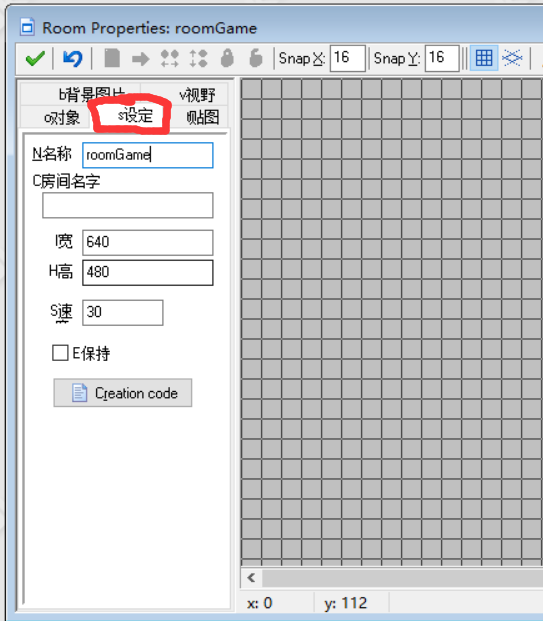 Room Properties: roomGame
Snap X: 16 Snap Y: 16
b背景图片 v视野
o对象 s设定 t贴图
N名称 roomGame
C房间名字
I宽 640
H高 480
S速 30
E保持
Creation code
x: 0 y: 112